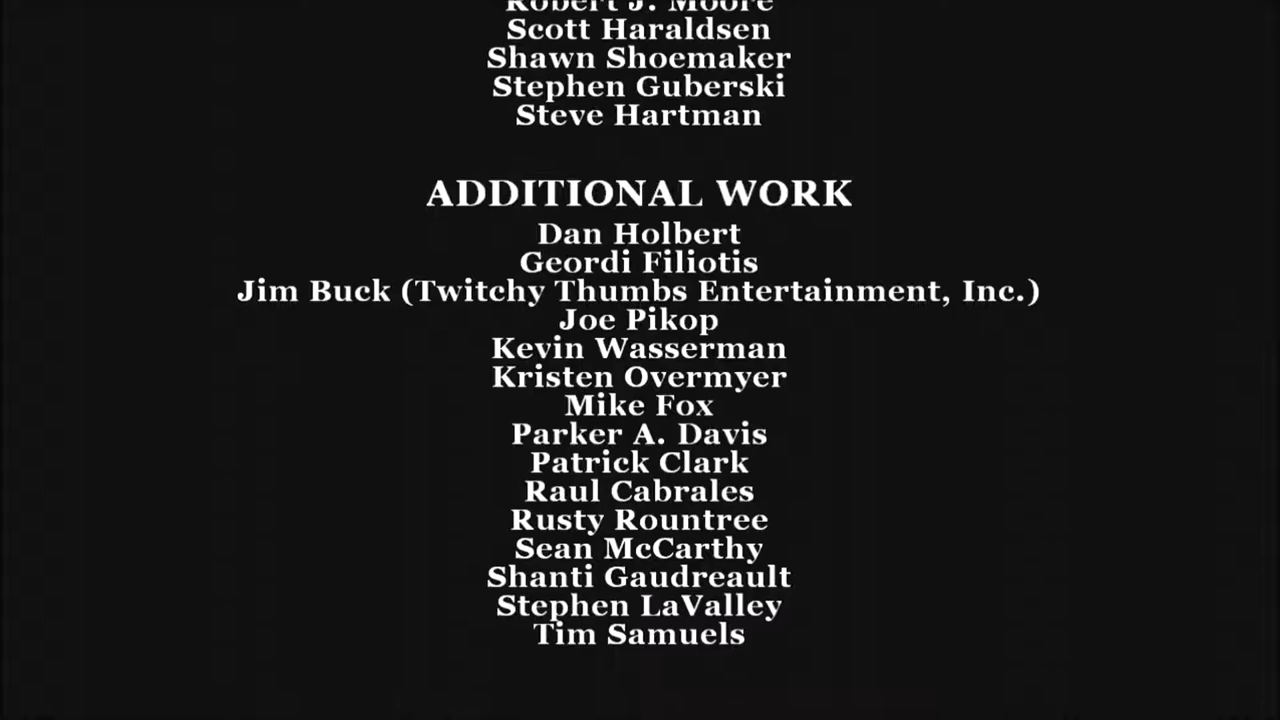 Robert J. Moore
Scott Haraldsen
Shawn Shoemaker
Stephen Guberski
Steve Hartman
ADDITIONAL WORK
Dan Holbert
Geordi Filiotis
Jim Buck (Twitchy Thumbs Entertainment, Inc.)
Joe Pikop
Kevin Wasserman
Kristen Overmyer
Mike Fox
Parker A. Davis
Patrick Clark
Raul Cabrales
Rusty Rountree
Sean McCarthy
Shanti Gaudreault
Stephen LaValley
Tim Samuels